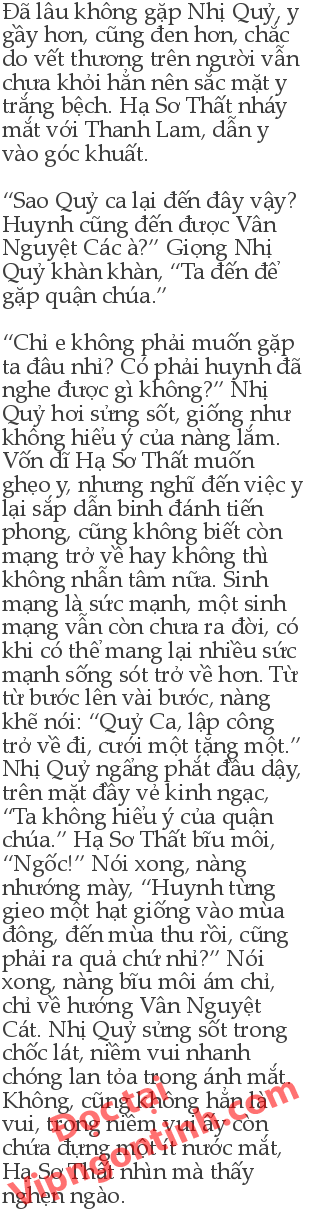 Đã lâu không gặp Nhị Quỷ, y
gầy hơn, cũng đen hơn, chắc
do vết thương trên người vẫn
chưa khỏi hẳn nên sắc mặt y
trắng bệch. Hạ Sơ Thất nháy
mắt với Thanh Lam, dẫn y
vào góc khuất.
“Sao Quỷ ca lại đến đây vậy?
Huynh cũng đến được Vân
Nguyệt Các à?” Giọng Nhị
Quỷ khàn khàn, “Ta đến để
gặp quận chúa.”
“Chỉ e không phải muốn gặp
ta đâu nhỉ? Có phải huynh đã
nghe được gì không?” Nhị
Quỷ hơi sửng sốt, giống như
không hiểu ý của nàng lắm.
Vốn dĩ Hạ Sơ Thất muốn
ghẹo y, nhưng nghĩ đến việc y
lại sắp dẫn binh đánh tiến
phong, cũng không biết còn
mạng trở về hay không thì
không nhẫn tâm nữa. Sinh
mạng là sức mạnh, một sinh
mạng vẫn còn chưa ra đời, có
khi có thể mang lại nhiều sức
mạnh sống sót trở về hơn. Từ
từ bước lên vài bước, nàng
khẽ nói: “Quỷ Ca, lập công
trở về đi, cưới một tặng một.”
Nhị Quỷ ngẩng phắt đầu dậy,
trên mặt đầy vẻ kinh ngạc,
“Ta không hiểu ý của quận
chúa.” Hạ Sơ Thất bĩu môi,
“Ngốc!” Nói xong, nàng
nhướng mày, “Huynh từng
gieo một hạt giống vào mùa
đông, đến mùa thu rồi, cũng
phải ra quả chứ nhỉ?” Nói
xong, nàng bĩu môi ám chỉ,
chỉ về hướng Vân Nguyệt
Cát. Nhị Quỷ sửng sốt trong
chốc lát, niềm vui nhanh
chóng lan tỏa trong ánh mắt.
Không, cũng không hẳn là
vui, trong niềm vui ấy còn
chứa đựng một ít nước mắt,
Hạ Sơ Thất nhìn mà thấy
nghẹn ngào.
Đọc tại
Vipngontinh.com